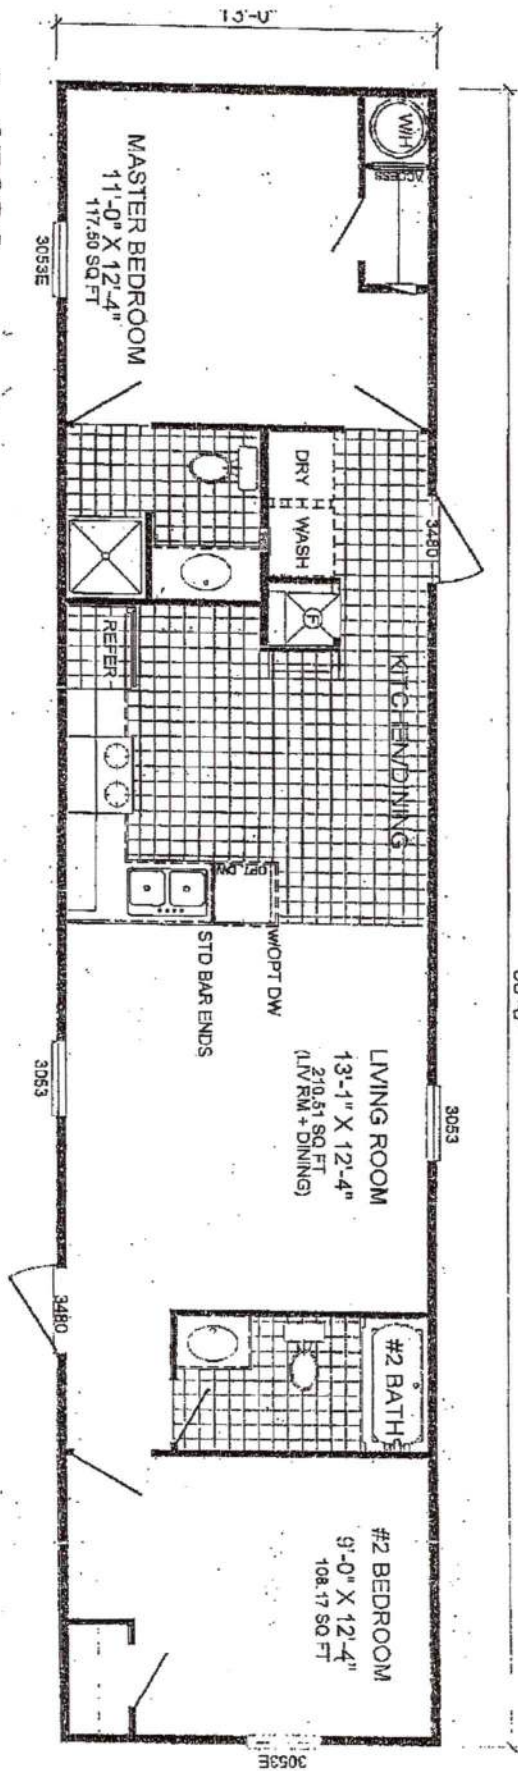 13'-0"
W/H
ACCESS
MASTER BEDROOM
11'-0" X 12'-4"
117.50 SQ FT
3053E
DRY
WASH
3480
F
REFER
KITCHEN/DINING
OPT DW
W/OPT DW
STD BAR ENDS
LIVING ROOM
13'-1" X 12'-4"
210.51 SQ FT
(LIV RM + DINING)
3053
3053
3480
#2 BATH
#2 BEDROOM
9'-0" X 12'-4"
108.17 SQ FT
3053E